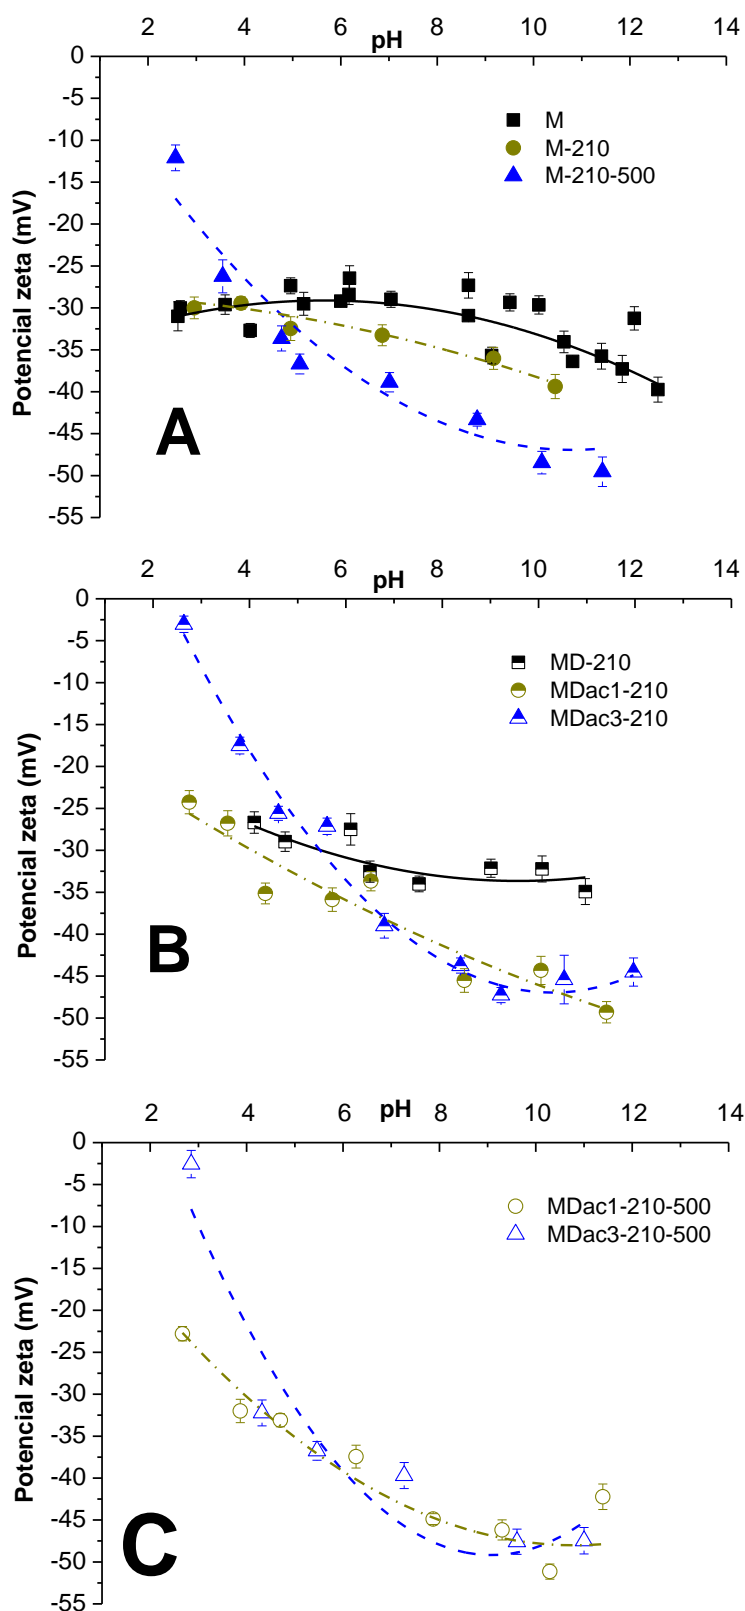 2 4 6 8 10 12 14
pH
0
-5
-10
-15
-20
-25
-30
-35
-40
-45
-50
-55
Potencial zeta (mV)
M
M-210
M-210-500
A
2 4 6 8 10 12 14
pH
0
-5
-10
-15
-20
-25
-30
-35
-40
-45
-50
-55
Potencial zeta (mV)
MD-210
MDac1-210
MDac3-210
B
2 4 6 8 10 12 14
pH
0
-5
-10
-15
-20
-25
-30
-35
-40
-45
-50
-55
Potencial zeta (mV)
MDac1-210-500
MDac3-210-500
C